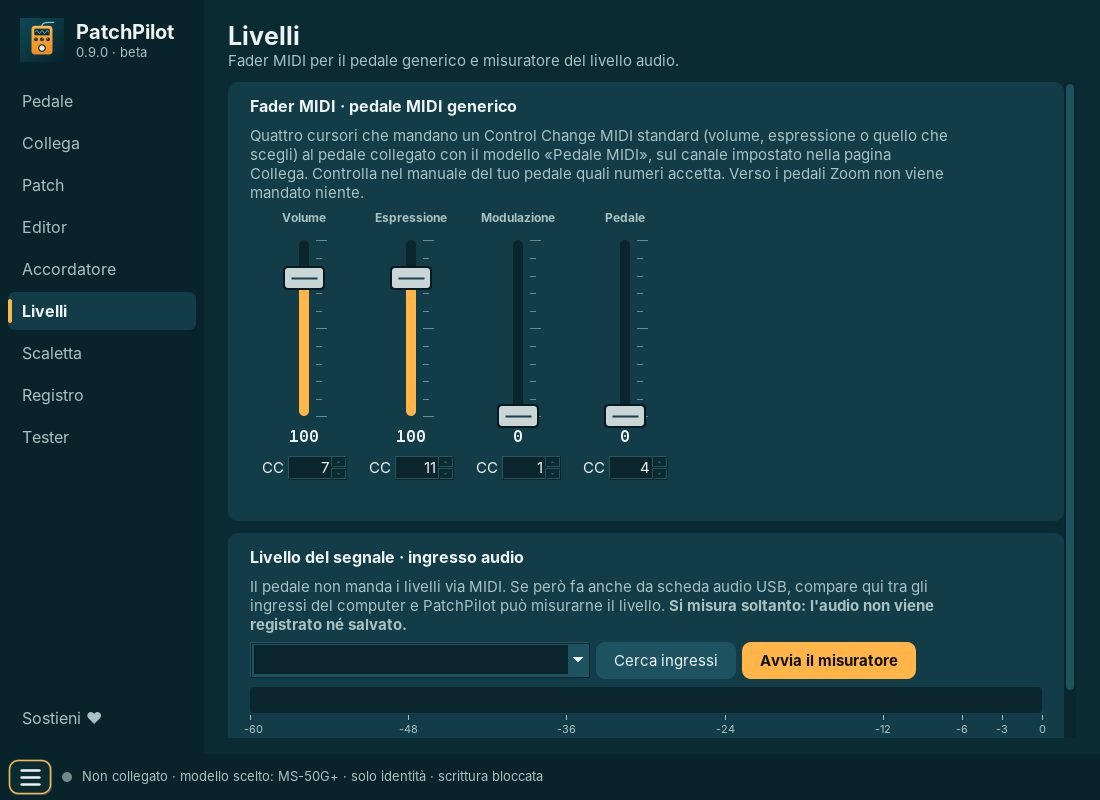 PatchPilot
0.9.0 · beta
Pedale
Collega
Patch
Editor
Accordatore
Livelli
Scaletta
Registro
Tester
Sostieni ♥
Livelli
Fader MIDI per il pedale generico e misuratore del livello audio.
Fader MIDI · pedale MIDI generico
Quattro cursori che mandano un Control Change MIDI standard (volume, espressione o quello che
scegli) al pedale collegato con il modello «Pedale MIDI», sul canale impostato nella pagina
Collega. Controlla nel manuale del tuo pedale quali numeri accetta. Verso i pedali Zoom non viene
mandato niente.
Volume Espressione Modulazione Pedale
100 100 0 0
CC 7 CC 11 CC 1 CC 4
Livello del segnale · ingresso audio
Il pedale non manda i livelli via MIDI. Se però fa anche da scheda audio USB, compare qui tra gli
ingressi del computer e PatchPilot può misurarne il livello. Si misura soltanto: l'audio non viene
registrato né salvato.
Cerca ingressi Avvia il misuratore
-60 -48 -36 -24 -12 -6 -3 0
Non collegato · modello scelto: MS-50G+ · solo identità · scrittura bloccata